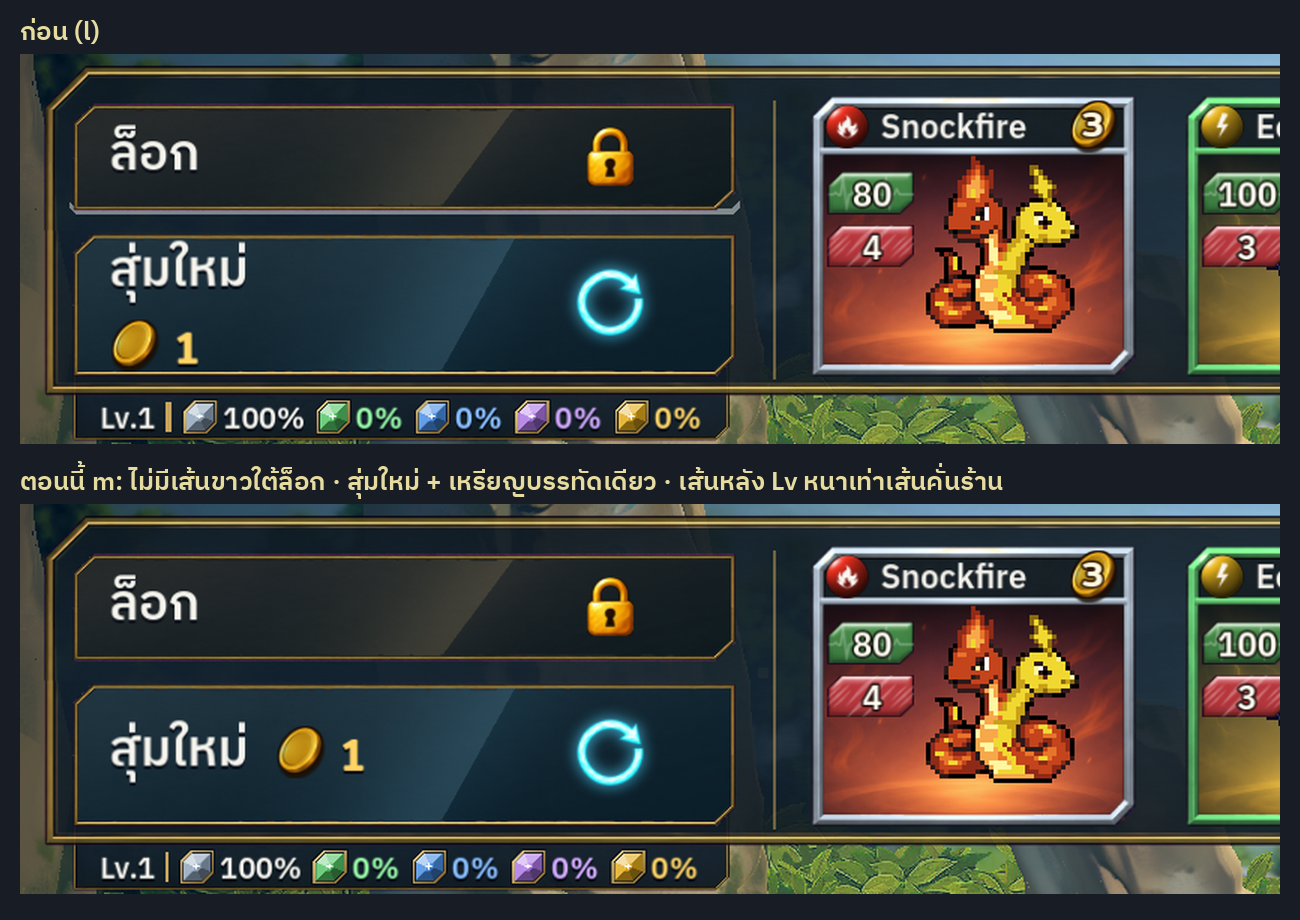 ก่อน (l)
ล็อก
Snockfire 3
80
100
4
3
สุ่มใหม่
1
Lv.1 100% 0% 0% 0% 0%
ตอนนี้ m: ไม่มีเส้นขาวใต้ล็อก · สุ่มใหม่ + เหรียญบรรทัดเดียว · เส้นหลัง Lv หนาเท่าเส้นคั่นร้าน
ล็อก
Snockfire 3
80
100
4
3
สุ่มใหม่ 1
Lv.1 100% 0% 0% 0% 0%